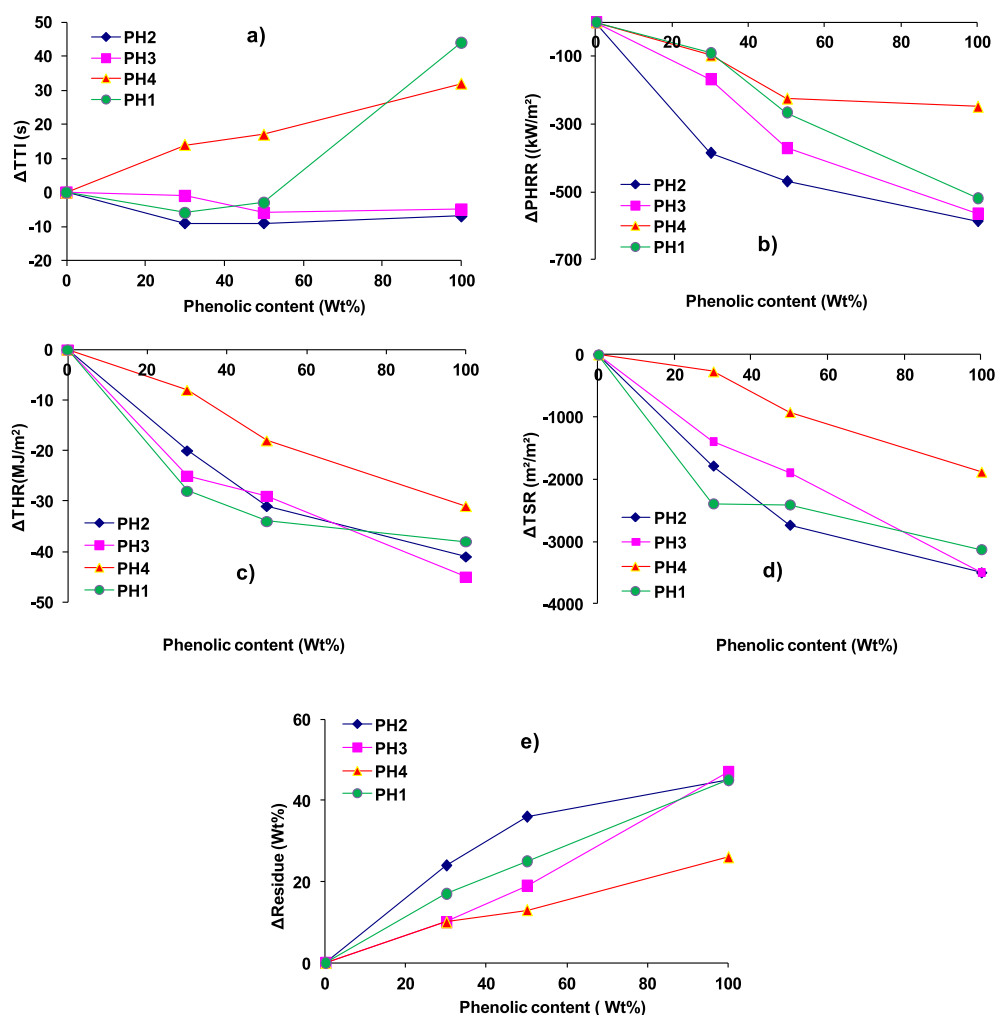 a)
ΔTTI (s)
50
40
30
20
10
0
-10
-20
PH2
PH3
PH4
PH1
0 20 40 60 80 100
Phenolic content (Wt%)
b)
ΔPHRR ((kW/m²)
0 20 40 60 80 100
-100
-300
-500
-700
PH2
PH3
PH4
PH1
Phenolic content (Wt%)
c)
ΔTHR(MJ/m²)
0 20 40 60 80 100
0
-10
-20
-30
-40
-50
PH2
PH3
PH4
PH1
Phenolic content (Wt%)
d)
ΔTSR (m²/m²)
0 20 40 60 80 100
0
-1000
-2000
-3000
-4000
PH2
PH3
PH4
PH1
Phenolic content (Wt%)
e)
ΔResidue (Wt%)
60
40
20
0
PH2
PH3
PH4
PH1
0 20 40 60 80 100
Phenolic content ( Wt%)